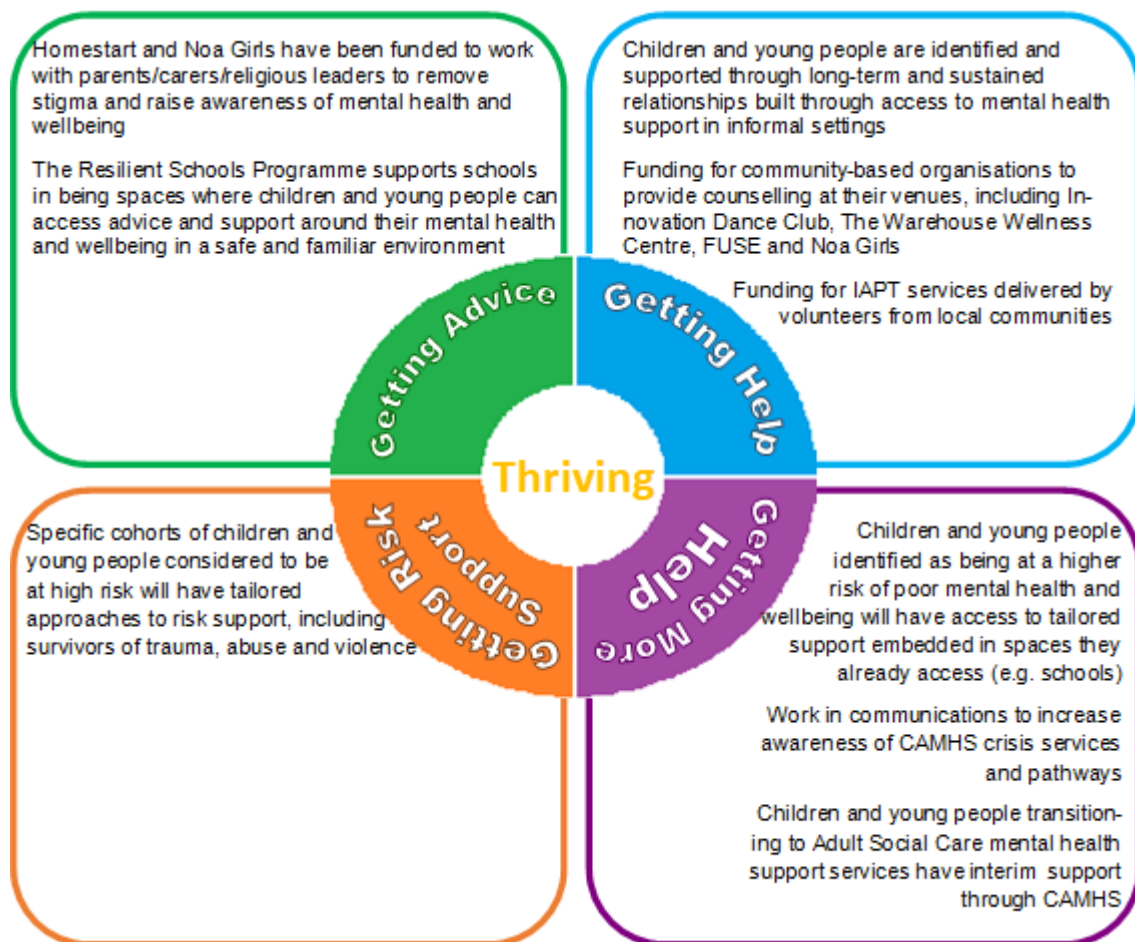 Homestart and Noa Girls have been funded to work
with parents/carers/religious leaders to remove
stigma and raise awareness of mental health and
wellbeing
The Resilient Schools Programme supports schools
in being spaces where children and young people can
access advice and support around their mental health
and wellbeing in a safe and familiar environment
Children and young people are identified and
supported through long-term and sustained
relationships built through access to mental health
support in informal settings
Funding for community-based organisations to
provide counselling at their venues, including In-
novation Dance Club, The Warehouse Wellness
Centre, FUSE and Noa Girls
Funding for IAPT services delivered by
volunteers from local communities
Getting Advice
Getting Help
Thriving
Getting Risk
Support
Getting More
Help
Specific cohorts of children and
young people considered to be
at high risk will have tailored
approaches to risk support, including
survivors of trauma, abuse and violence
Children and young people
identified as being at a higher
risk of poor mental health and
wellbeing will have access to tailored
support embedded in spaces they
already access (e.g. schools)
Work in communications to increase
awareness of CAMHS crisis services
and pathways
Children and young people transition-
ing to Adult Social Care mental health
support services have interim support
through CAMHS